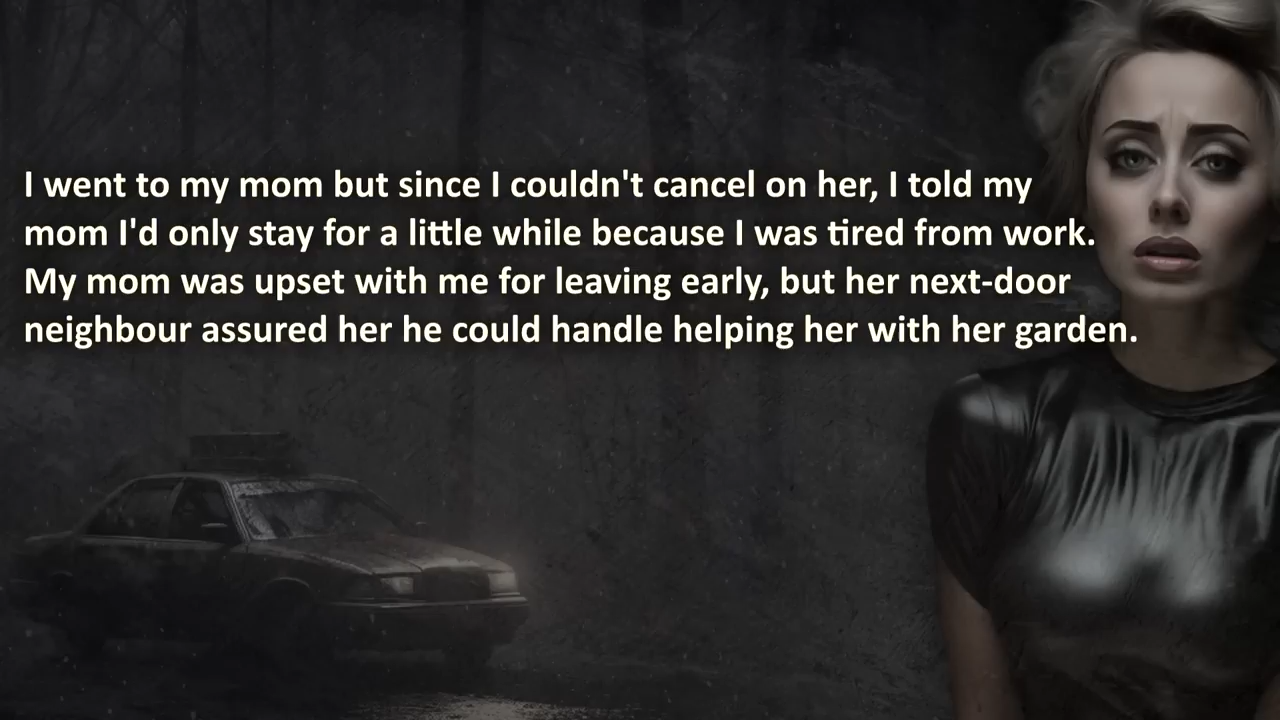 I went to my mom but since I couldn't cancel on her, I told my
mom I'd only stay for a little while because I was tired from work.
My mom was upset with me for leaving early, but her next-door
neighbour assured her he could handle helping her with her garden.